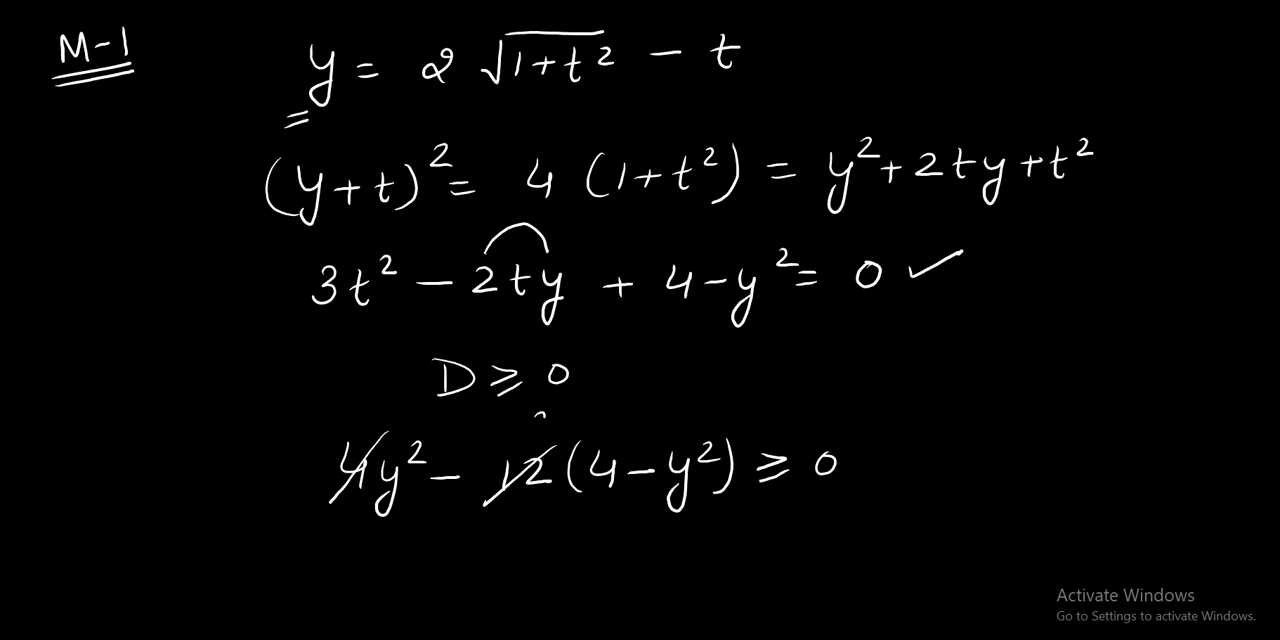 M-1
y = 2 √(1+t²) - t
(y+t)² = 4 (1+t²) = y² + 2ty + t²
3t² - 2ty + 4 - y² = 0 ✓
D ≥ 0
4y² - 12 (4 - y²) ≥ 0
Activate Windows
Go to Settings to activate Windows.